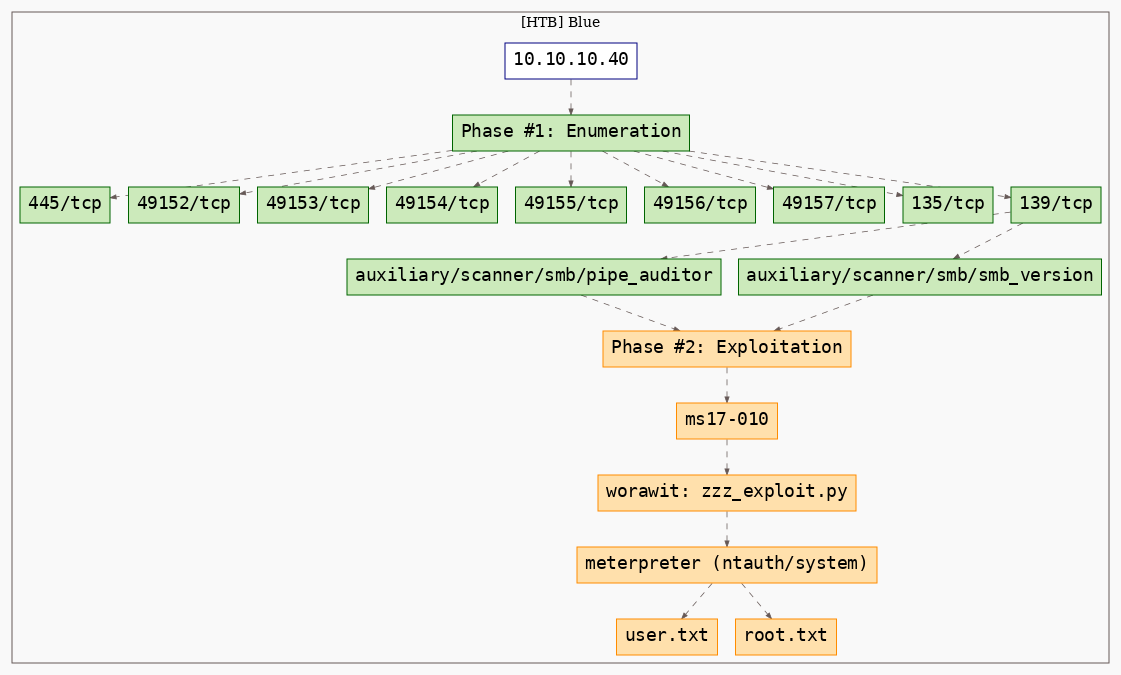 [HTB] Blue
10.10.10.40
Phase #1: Enumeration
445/tcp
49152/tcp
49153/tcp
49154/tcp
49155/tcp
49156/tcp
49157/tcp
135/tcp
139/tcp
auxiliary/scanner/smb/pipe_auditor
auxiliary/scanner/smb/smb_version
Phase #2: Exploitation
ms17-010
worawit: zzz_exploit.py
meterpreter (ntauth/system)
user.txt
root.txt